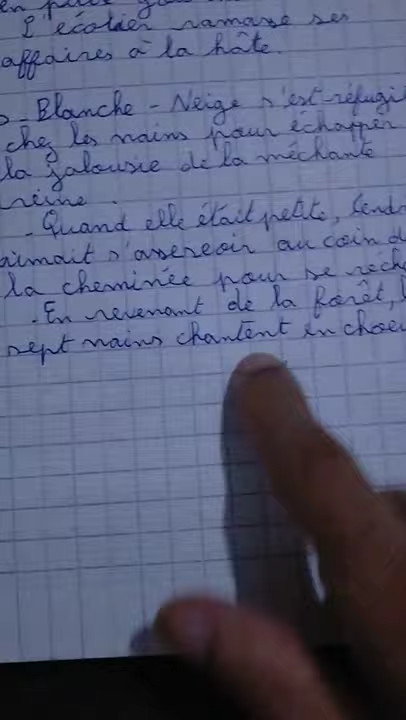 L'écolier ramasse ses
affaires à la hâte.
- Blanche-Neige s'est réfugi
chez les nains pour échapper
la jalousie de la méchante
reine.
- Quand elle était petite, Cend
aimait s'asseoir au coin d
la cheminée pour se réch
- En revenant de la forêt, l
sept nains chantent en choeu